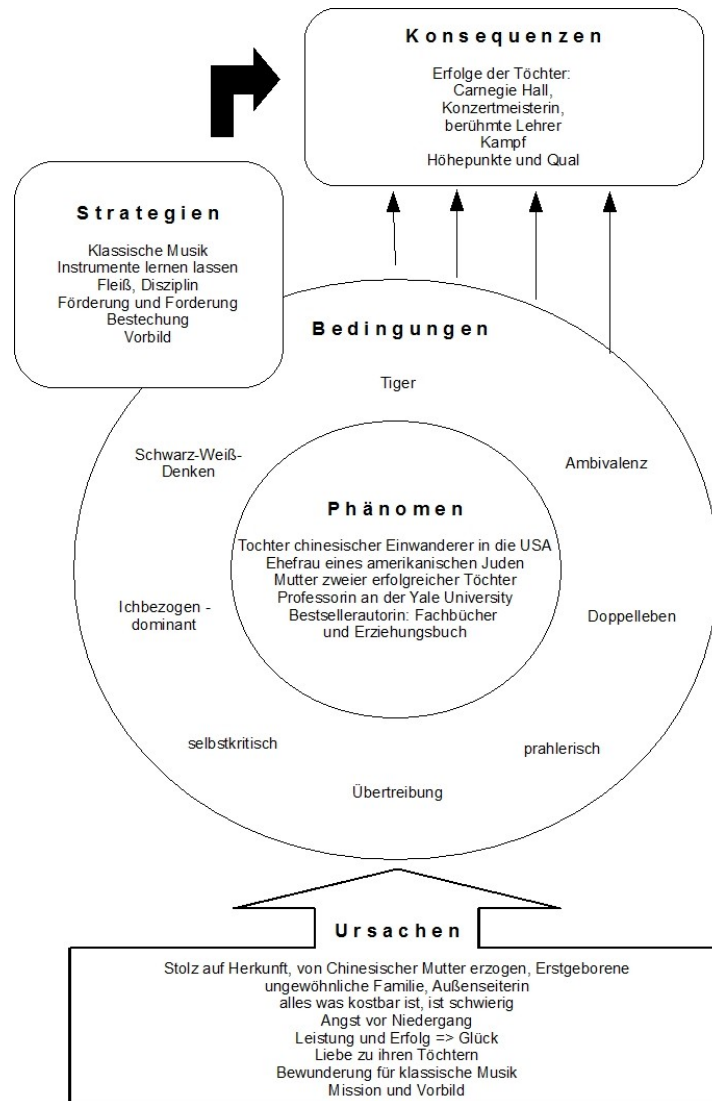 Konsequenzen
Erfolge der Töchter:
Carnegie Hall,
Konzertmeisterin,
berühmte Lehrer
Kampf
Höhepunkte und Qual
Strategien
Klassische Musik
Instrumente lernen lassen
Fleiß, Disziplin
Förderung und Forderung
Bestechung
Vorbild
Bedingungen
Tiger
Schwarz-Weiß-
Denken
Ambivalenz
Phänomen
Tochter chinesischer Einwanderer in die USA
Ehefrau eines amerikanischen Juden
Mutter zweier erfolgreicher Töchter
Professorin an der Yale University
Bestsellerautorin: Fachbücher
und Erziehungsbuch
Ichbezogen -
dominant
Doppelleben
selbstkritisch
prahlerisch
Übertreibung
Ursachen
Stolz auf Herkunft, von Chinesischer Mutter erzogen, Erstgeborene
ungewöhnliche Familie, Außenseiterin
alles was kostbar ist, ist schwierig
Angst vor Niedergang
Leistung und Erfolg => Glück
Liebe zu ihren Töchtern
Bewunderung für klassische Musik
Mission und Vorbild